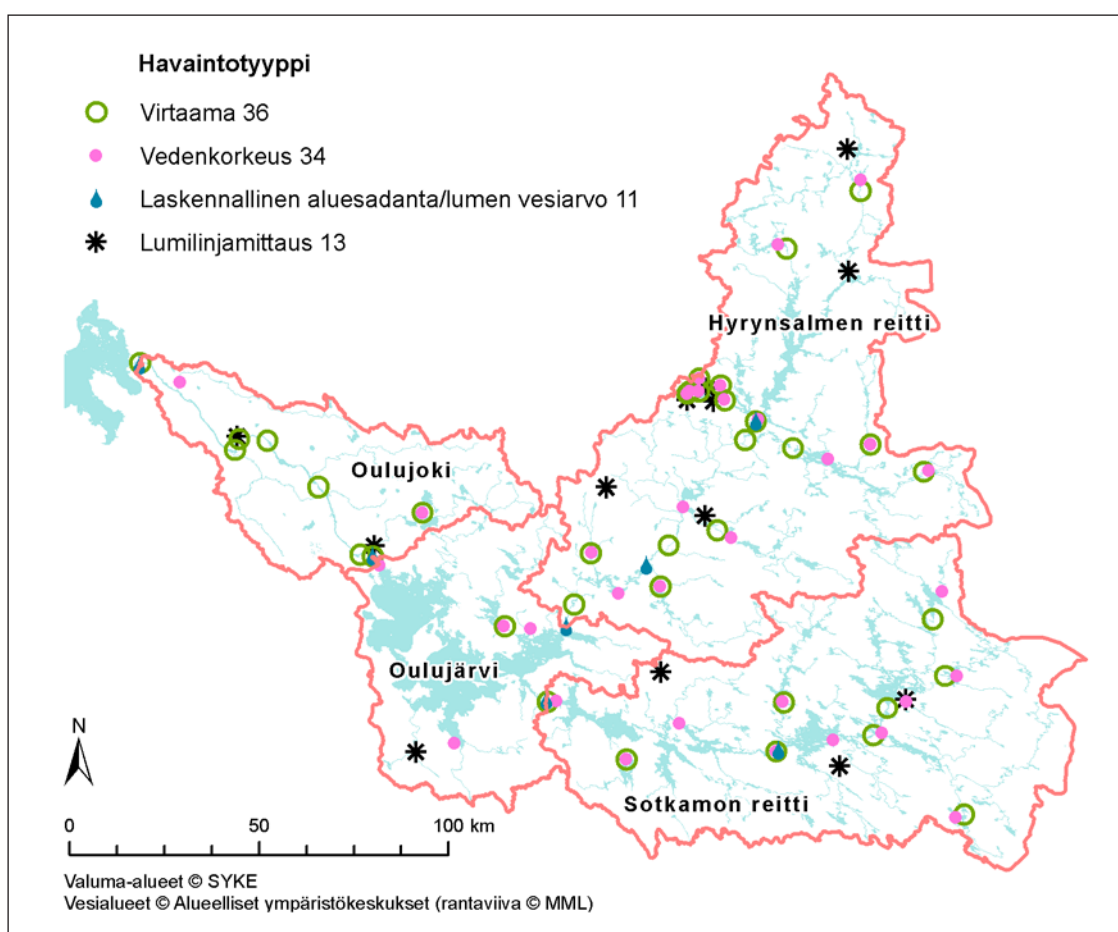 Havaintotyyppi
Virtaama 36
Vedenkorkeus 34
Laskennallinen aluesadanta/lumen vesiarvo 11
Lumilinjamittaus 13
Hyrynsalmen reitti
Oulujoki
Oulujärvi
Sotkamon reitti
N
0 50 100 km
Valuma-alueet © SYKE
Vesialueet © Alueelliset ympäristökeskukset (rantaviiva © MML)